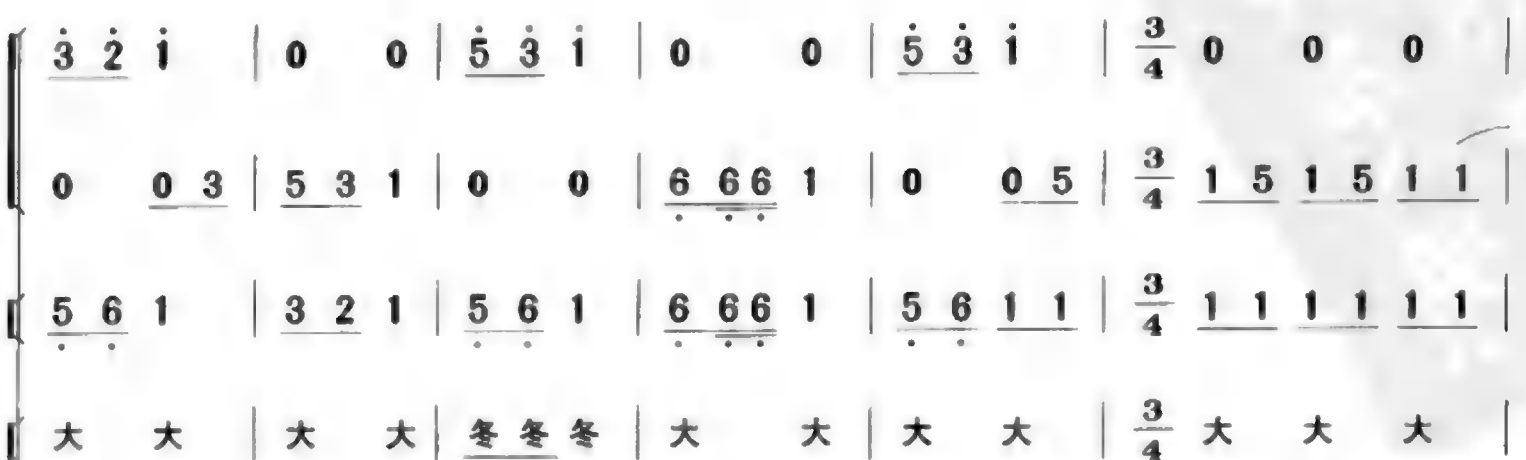 3̇ 2̇ 1̇ | 0 0 | 5̇ 3̇ 1̇ | 0 0 | 5̇ 3̇ 1̇ | 3/4 0 0 0 |
0 0 3 | 5 3 1 | 0 0 | 6̣ 6̣ 6̣ 1 | 0 0 5 | 3/4 1 5 1 5 1 1 |
5̣ 6̣ 1 | 3 2 1 | 5̣ 6̣ 1 | 6̣ 6̣ 6̣ 1 | 5̣ 6̣ 1 1 | 3/4 1 1 1 1 1 1 |
大 大 | 大 大 | 冬 冬 冬 | 大 大 | 大 大 | 3/4 大 大 大 |